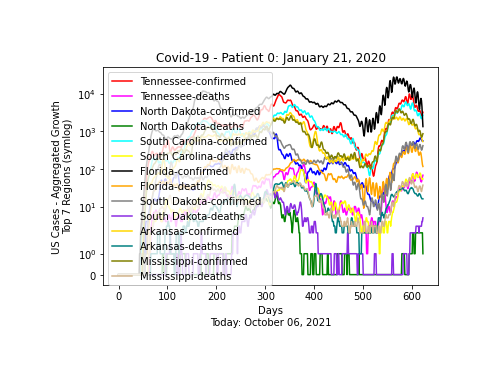 Covid-19 - Patient 0: January 21, 2020
US Cases - Aggregated Growth
Top 7 Regions (symlog)
10⁴
10³
10²
10¹
10⁰
0
Tennessee-confirmed
Tennessee-deaths
North Dakota-confirmed
North Dakota-deaths
South Carolina-confirmed
South Carolina-deaths
Florida-confirmed
Florida-deaths
South Dakota-confirmed
South Dakota-deaths
Arkansas-confirmed
Arkansas-deaths
Mississippi-confirmed
Mississippi-deaths
0 100 200 300 400 500 600
Days
Today: October 06, 2021